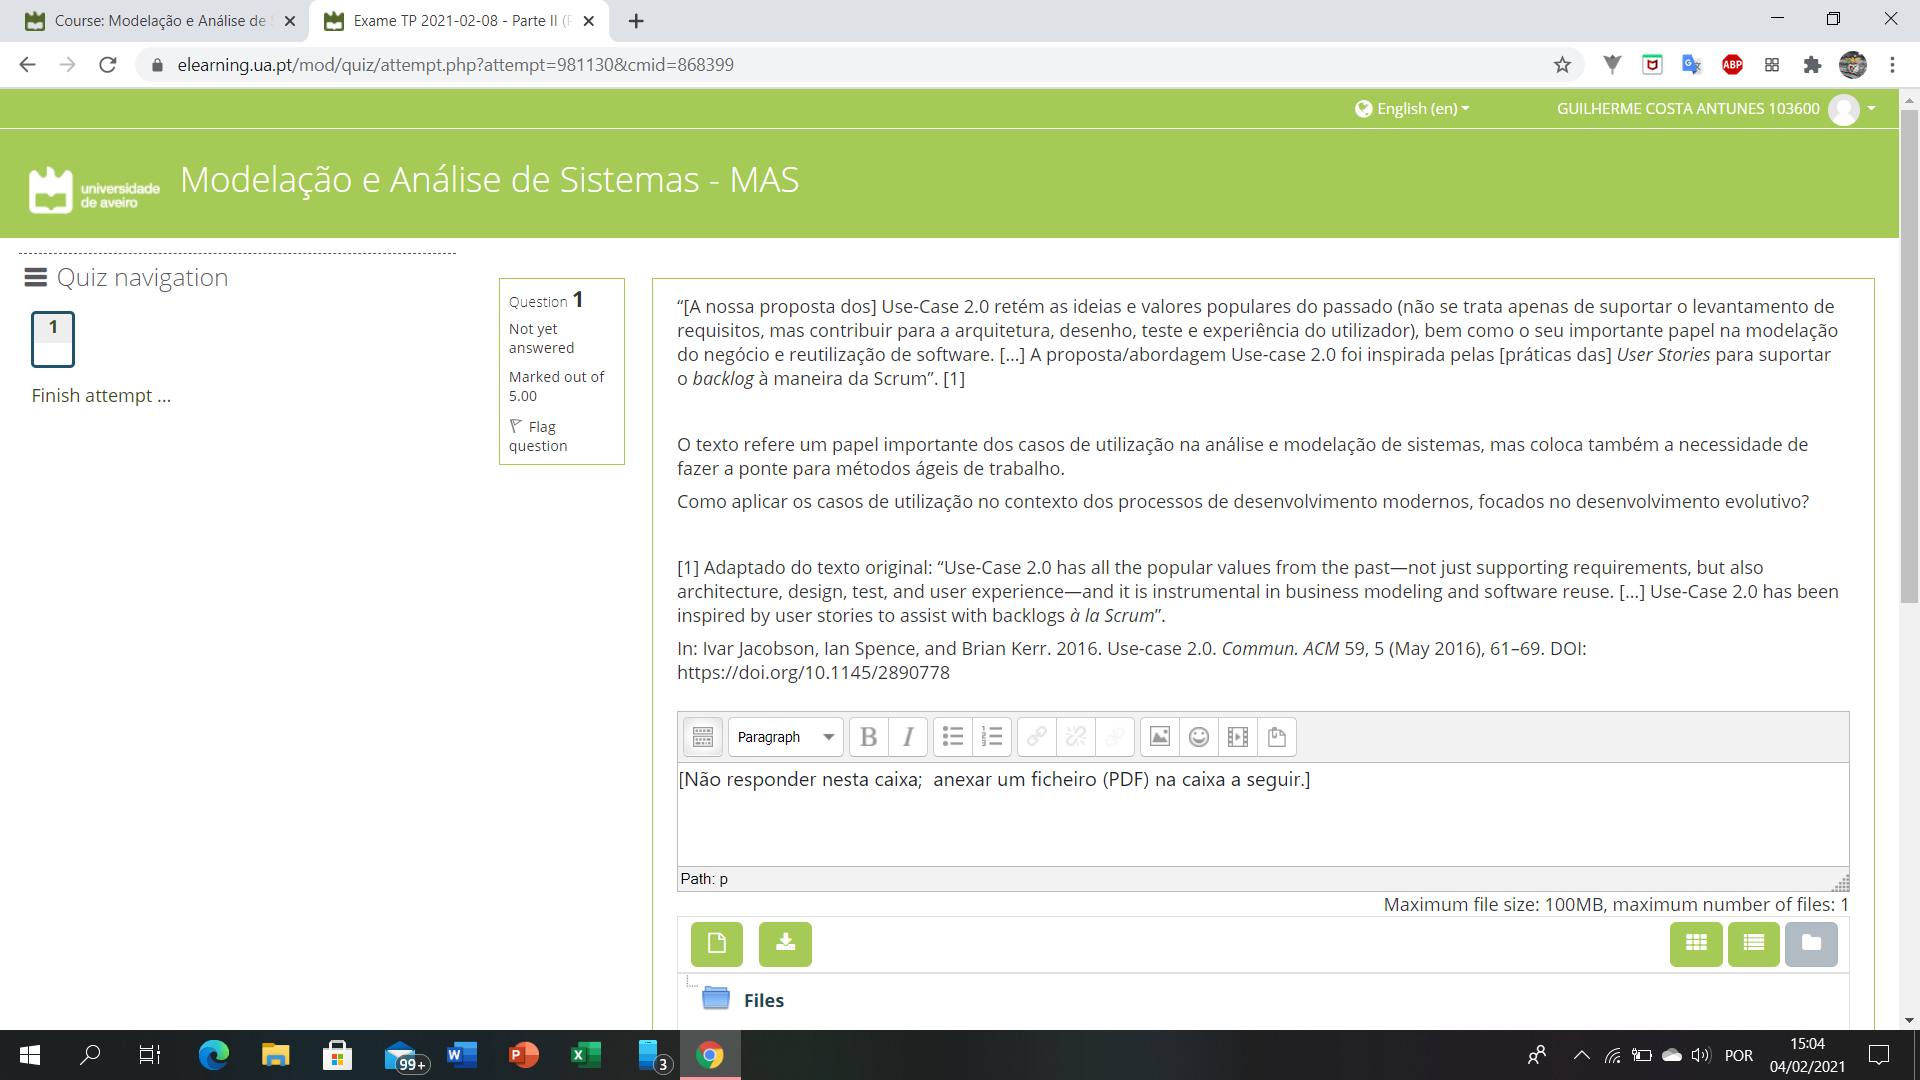 Course: Modelação e Análise de S
Exame TP 2021-02-08 - Parte II (P
elearning.ua.pt/mod/quiz/attempt.php?attempt=981130&cmid=868399
ABP
English (en)
GUILHERME COSTA ANTUNES 103600
universidade
de aveiro
Modelação e Análise de Sistemas - MAS
Quiz navigation
1
Finish attempt ...
Question 1
Not yet
answered
Marked out of
5.00
Flag
question
“[A nossa proposta dos] Use-Case 2.0 retém as ideias e valores populares do passado (não se trata apenas de suportar o levantamento de
requisitos, mas contribuir para a arquitetura, desenho, teste e experiência do utilizador), bem como o seu importante papel na modelação
do negócio e reutilização de software. [...] A proposta/abordagem Use-case 2.0 foi inspirada pelas [práticas das] User Stories para suportar
o backlog à maneira da Scrum”. [1]
O texto refere um papel importante dos casos de utilização na análise e modelação de sistemas, mas coloca também a necessidade de
fazer a ponte para métodos ágeis de trabalho.
Como aplicar os casos de utilização no contexto dos processos de desenvolvimento modernos, focados no desenvolvimento evolutivo?
[1] Adaptado do texto original: “Use-Case 2.0 has all the popular values from the past—not just supporting requirements, but also
architecture, design, test, and user experience—and it is instrumental in business modeling and software reuse. [...] Use-Case 2.0 has been
inspired by user stories to assist with backlogs à la Scrum”.
In: Ivar Jacobson, Ian Spence, and Brian Kerr. 2016. Use-case 2.0. Commun. ACM 59, 5 (May 2016), 61–69. DOI:
https://doi.org/10.1145/2890778
Paragraph
B I
[Não responder nesta caixa;  anexar um ficheiro (PDF) na caixa a seguir.]
Path: p
Maximum file size: 100MB, maximum number of files: 1
Files
99+
3
POR
15:04
04/02/2021